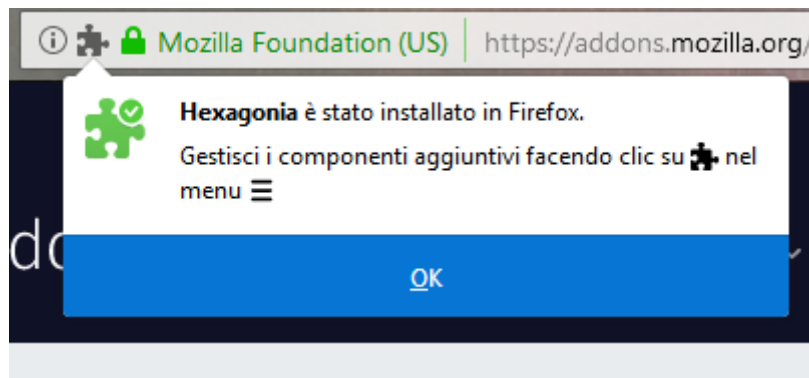 Mozilla Foundation (US) https://addons.mozilla.org/
Hexagonia è stato installato in Firefox.
Gestisci i componenti aggiuntivi facendo clic su nel
menu
do
OK